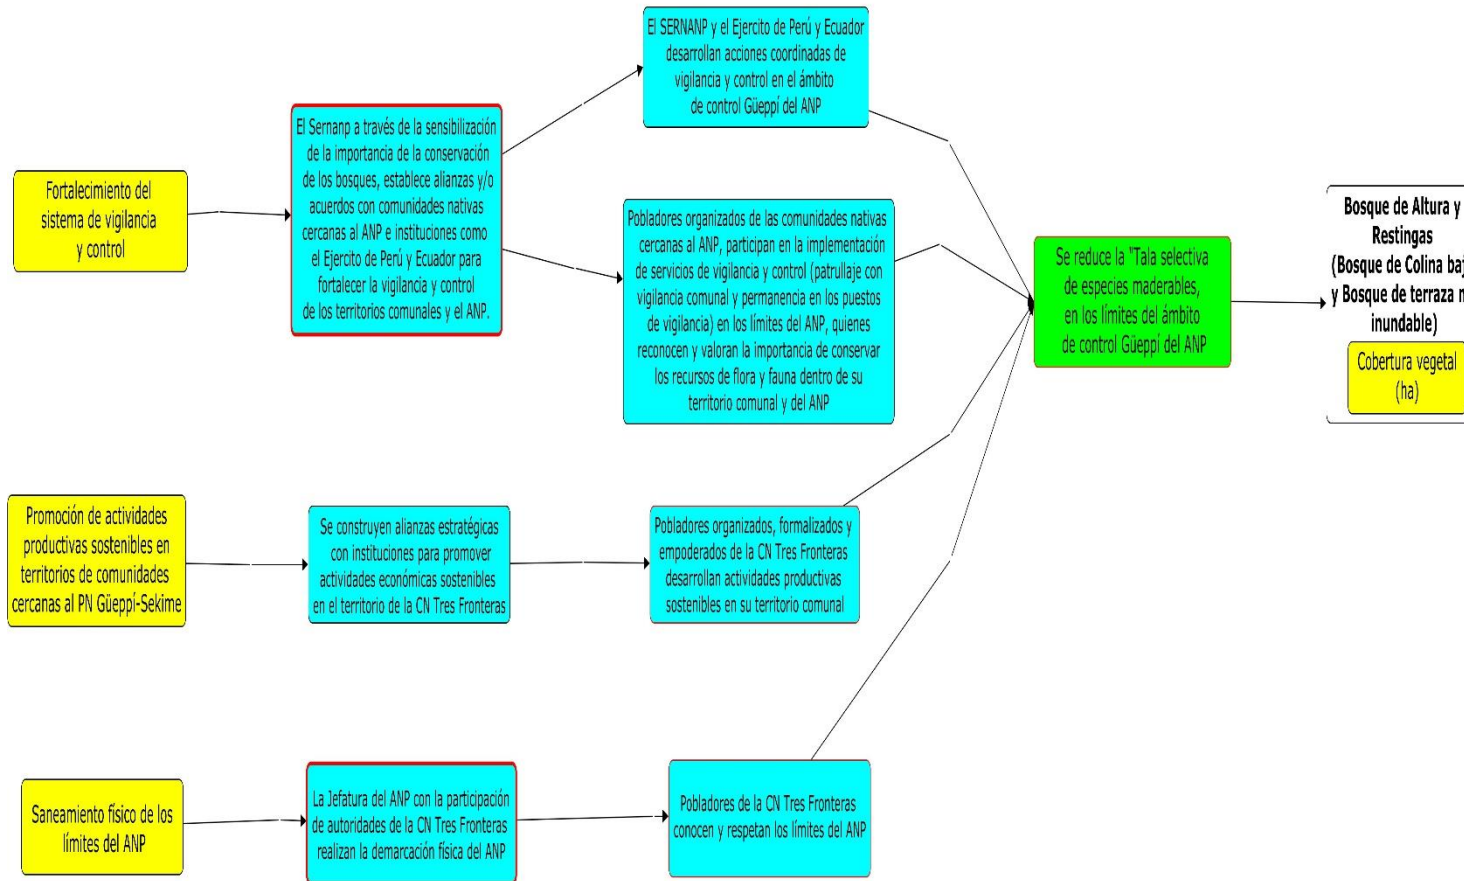 Fortalecimiento del
sistema de vigilancia
y control
El Sernanp a través de la sensibilización
de la importancia de la conservación
de los bosques, establece alianzas y/o
acuerdos con comunidades nativas
cercanas al ANP e instituciones como
el Ejercito de Perú y Ecuador para
fortalecer la vigilancia y control
de los territorios comunales y el ANP.
El SERNANP y el Ejercito de Perú y Ecuador
desarrollan acciones coordinadas de
vigilancia y control en el ámbito
de control Güeppí del ANP
Pobladores organizados de las comunidades nativas
cercanas al ANP, participan en la implementación
de servicios de vigilancia y control (patrullaje con
vigilancia comunal y permanencia en los puestos
de vigilancia) en los límites del ANP, quienes
reconocen y valoran la importancia de conservar
los recursos de flora y fauna dentro de su
territorio comunal y del ANP
Se reduce la "Tala selectiva
de especies maderables,
en los límites del ámbito
de control Güeppí del ANP
Bosque de Altura y
Restingas
(Bosque de Colina baj
y Bosque de terraza n
inundable)
Cobertura vegetal
(ha)
Promoción de actividades
productivas sostenibles en
territorios de comunidades
cercanas al PN Güeppí-Sekime
Se construyen alianzas estratégicas
con instituciones para promover
actividades económicas sostenibles
en el territorio de la CN Tres Fronteras
Pobladores organizados, formalizados y
empoderados de la CN Tres Fronteras
desarrollan actividades productivas
sostenibles en su territorio comunal
Saneamiento físico de los
límites del ANP
La Jefatura del ANP con la participación
de autoridades de la CN Tres Fronteras
realizan la demarcación física del ANP
Pobladores de la CN Tres Fronteras
conocen y respetan los límites del ANP